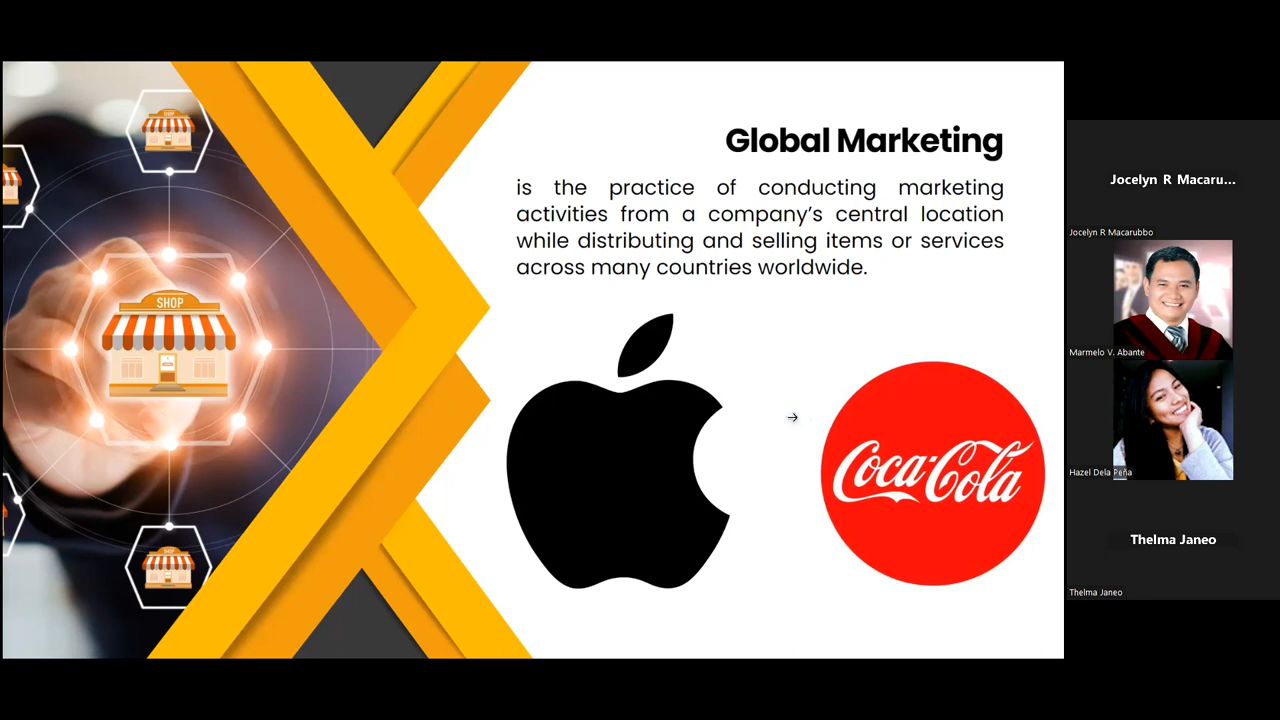 Global Marketing
is the practice of conducting marketing
activities from a company's central location
while distributing and selling items or services
across many countries worldwide.
SHOP
SHOP
SHOP
Coca-Cola
Jocelyn R Macaru...
Jocelyn R Macarubbo
Marmelo V. Abante
Hazel Dela Peña
Thelma Janeo
Thelma Janeo